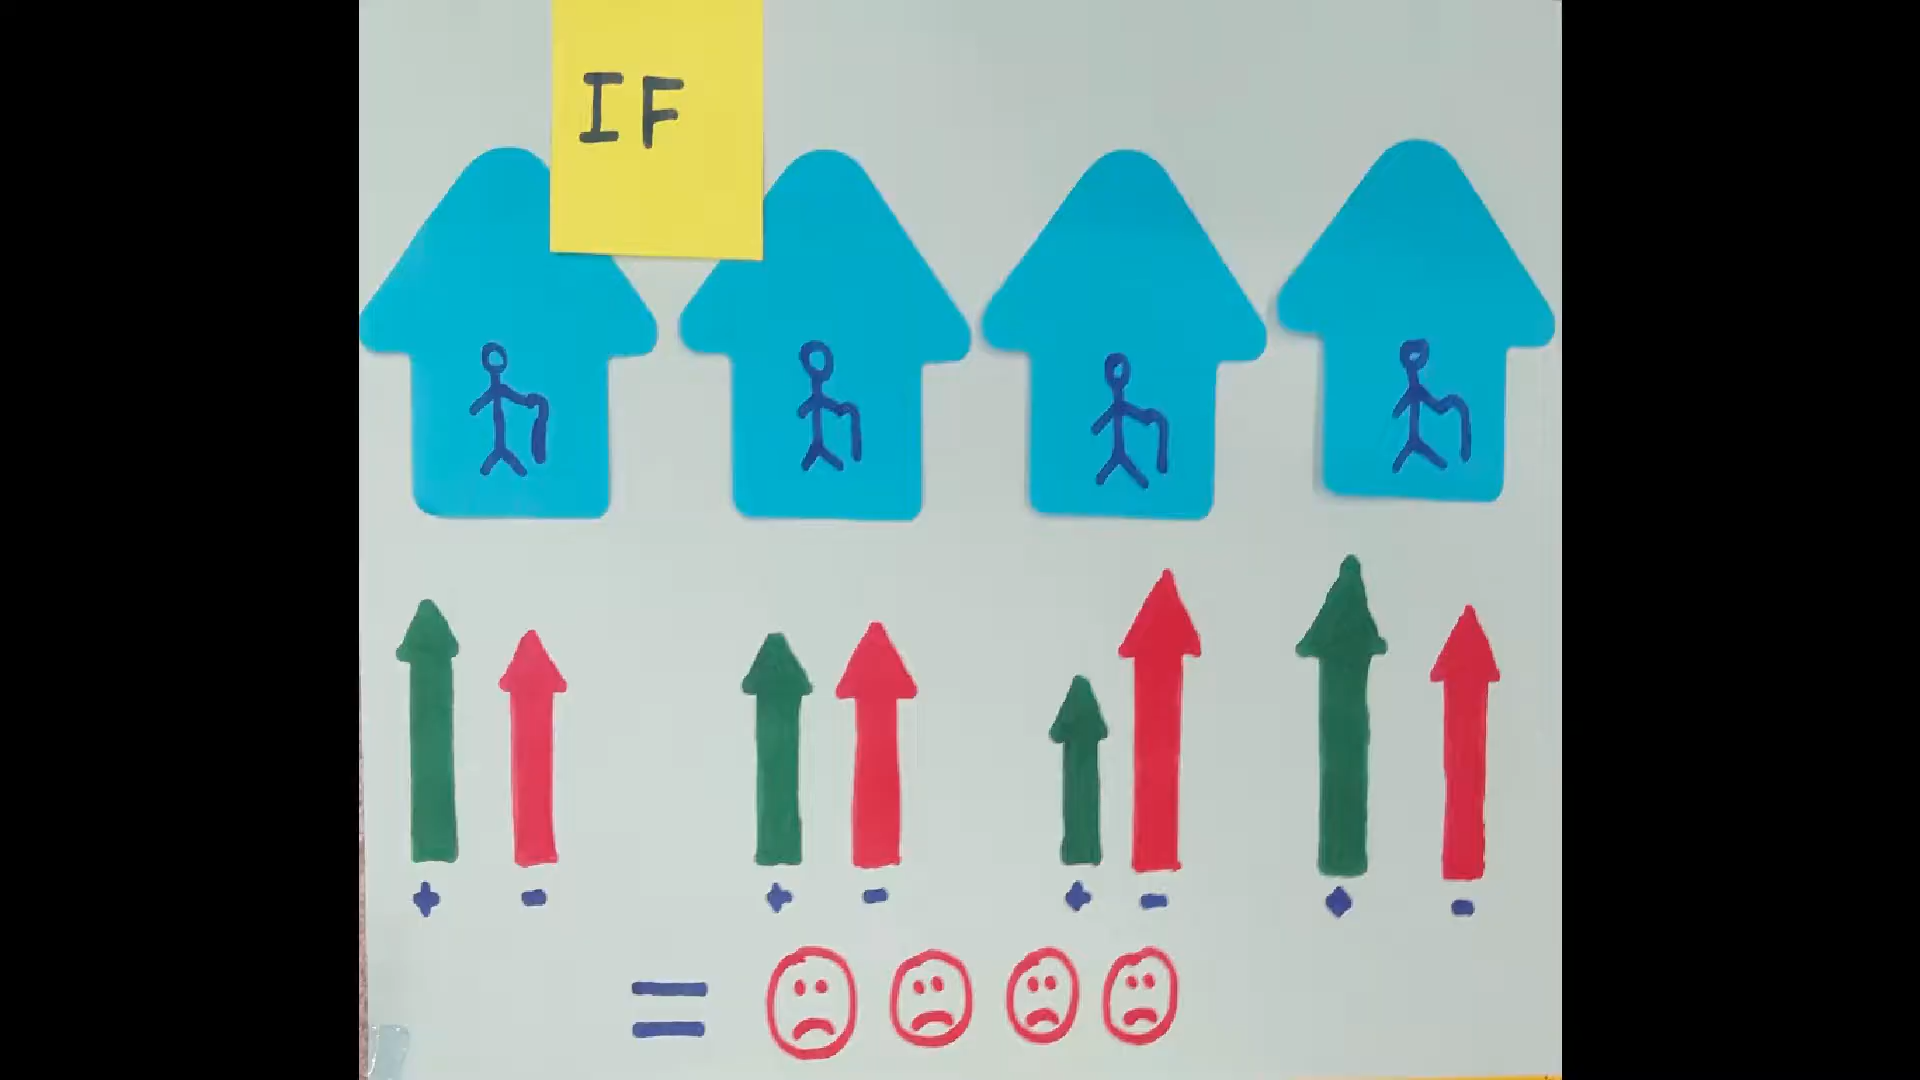 IF
+ - + - + - + -
=